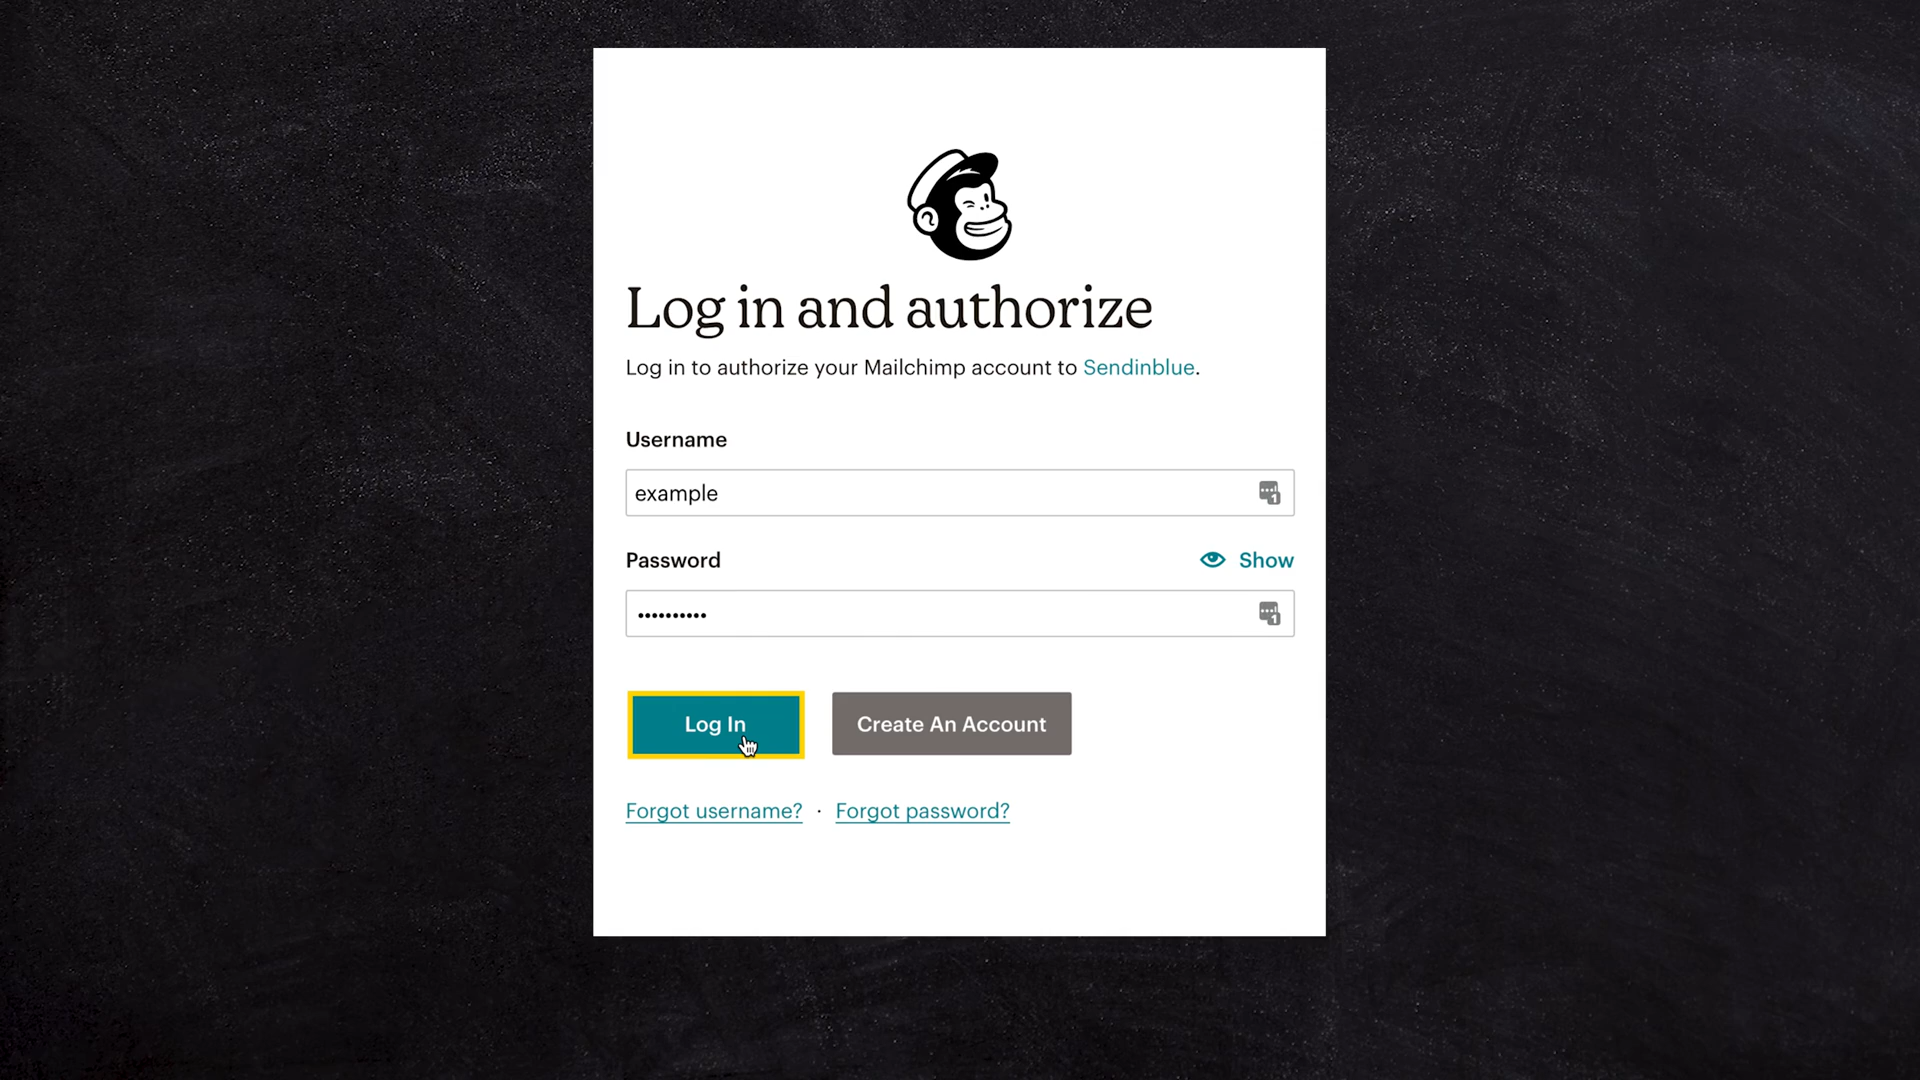 Log in and authorize
Log in to authorize your Mailchimp account to Sendinblue.
Username
example
Password
Show
••••••••••
Log In
Create An Account
Forgot username? · Forgot password?